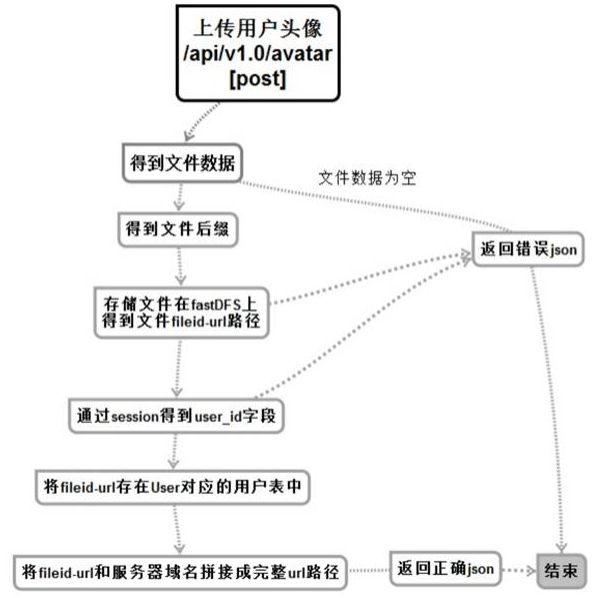 上传用户头像
/api/v1.0/avatar
[post]
得到文件数据
文件数据为空
得到文件后缀
返回错误json
存储文件在fastDFS上
得到文件fileid-url路径
通过session得到user_id字段
将fileid-url存在User对应的用户表中
将fileid-url和服务器域名拼接成完整url路径
返回正确json
结束